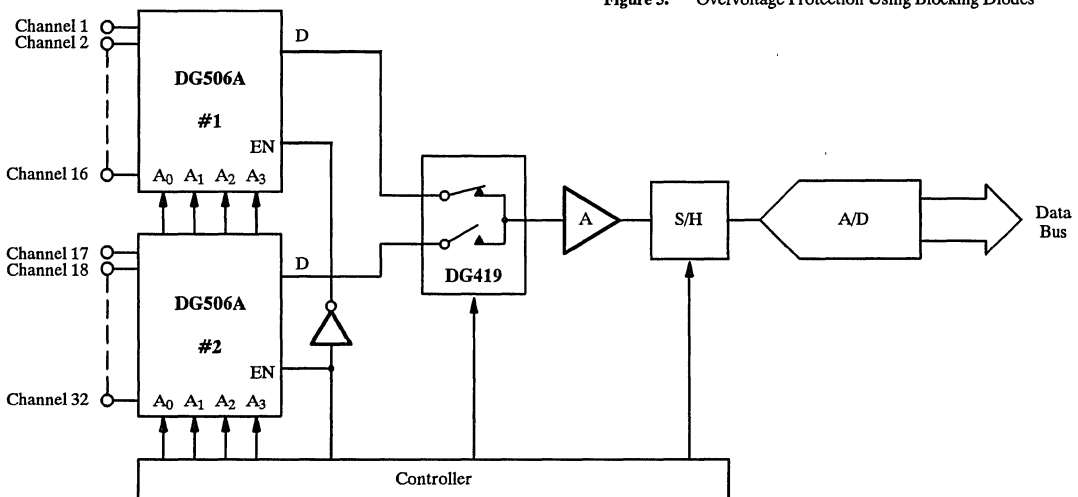 Figure 5. Overvoltage Protection Using Blocking Diodes
Channel 1
Channel 2
D
DG506A
#1
EN
Channel 16
A0 A1 A2 A3
Channel 17
Channel 18
D
DG506A
#2
EN
Channel 32
A0 A1 A2 A3
DG419
A
S/H
A/D
Data
Bus
Controller